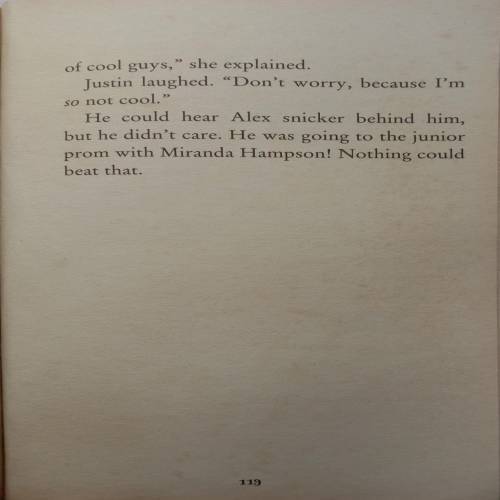 of cool guys,” she explained.
Justin laughed. “Don’t worry, because I’m
so not cool.”
He could hear Alex snicker behind him,
but he didn’t care. He was going to the junior
prom with Miranda Hampson! Nothing could
beat that.
119